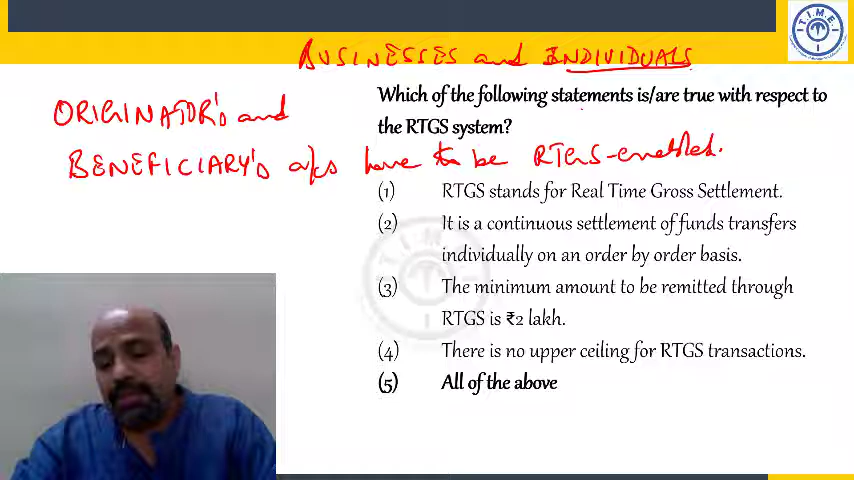 T.I.M.E.
BUSINESSES and INDIVIDUALS
Which of the following statements is/are true with respect to
the RTGS system?
ORIGINATOR's and
BENEFICIARY's a/cs have to be RTGS-enabled.
(1) RTGS stands for Real Time Gross Settlement.
(2) It is a continuous settlement of funds transfers
individually on an order by order basis.
(3) The minimum amount to be remitted through
RTGS is ₹2 lakh.
(4) There is no upper ceiling for RTGS transactions.
(5) All of the above